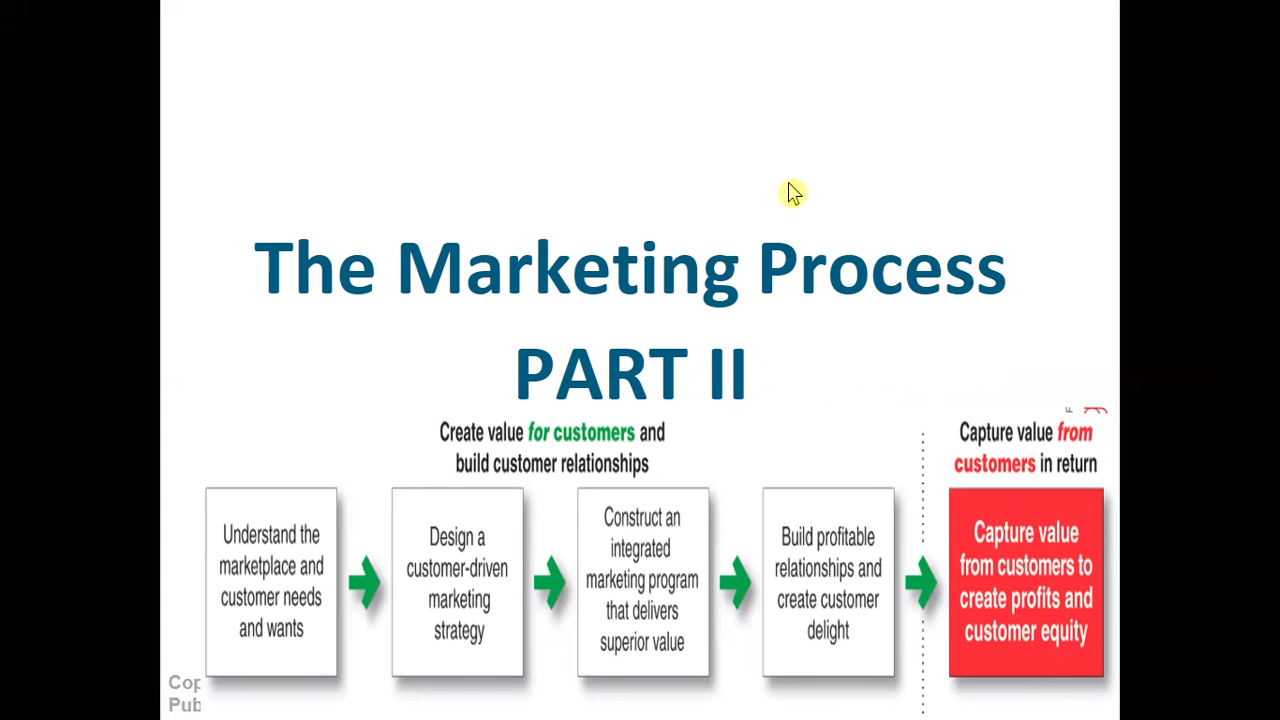 The Marketing Process
PART II
Create value for customers and
build customer relationships
Capture value from
customers in return
Understand the
marketplace and
customer needs
and wants
Design a
customer-driven
marketing
strategy
Construct an
integrated
marketing program
that delivers
superior value
Build profitable
relationships and
create customer
delight
Capture value
from customers to
create profits and
customer equity